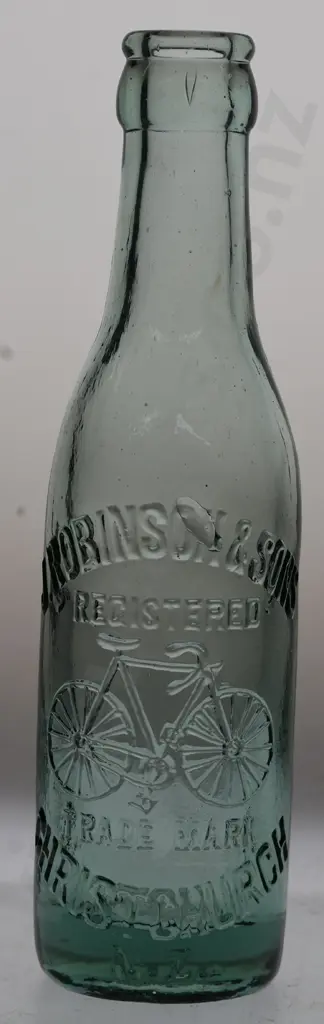 ROBINSON & SONS
REGISTERED
TRADE MARK
CHRISTCHURCH
N.Z.